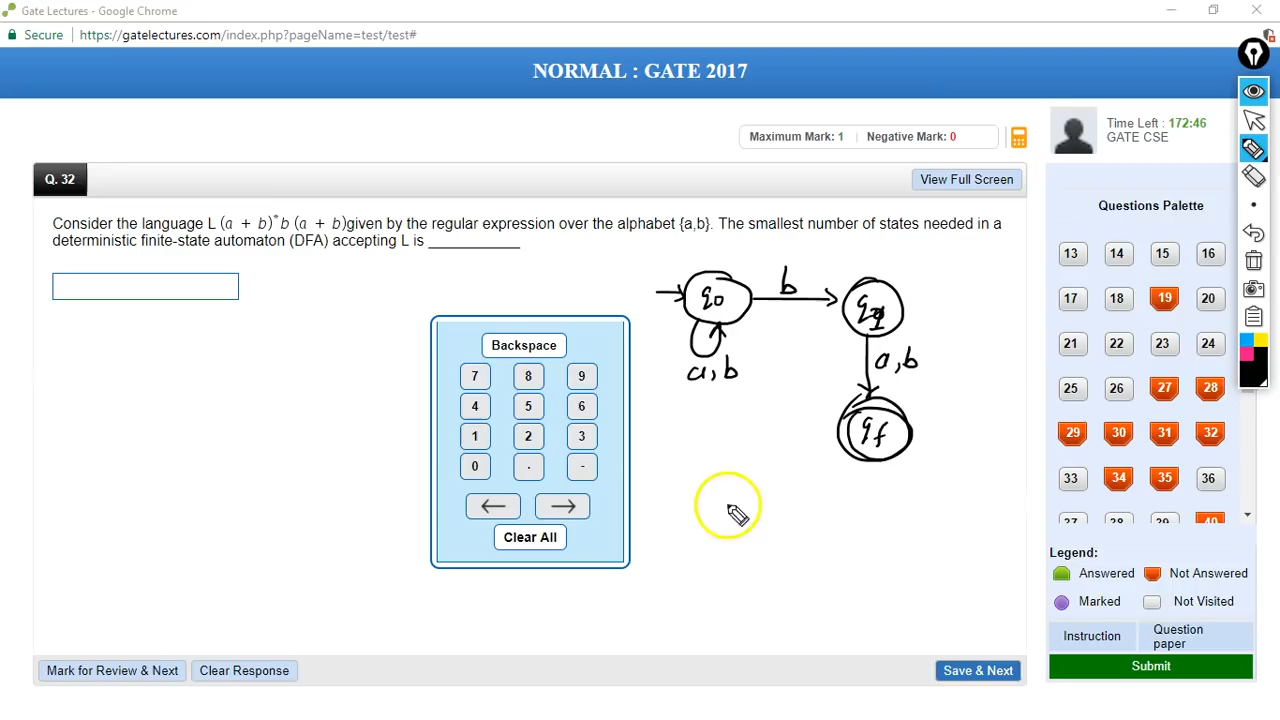 Gate Lectures - Google Chrome
Secure https://gatelectures.com/index.php?pageName=test/test#
NORMAL : GATE 2017
Maximum Mark: 1 Negative Mark: 0
Time Left : 172:46
GATE CSE
Q. 32
View Full Screen
Consider the language L (a + b)*b (a + b)given by the regular expression over the alphabet {a,b}. The smallest number of states needed in a
deterministic finite-state automaton (DFA) accepting L is ____________
q0
b
a, b
a, b
qf
Backspace
7 8 9
4 5 6
1 2 3
0 . -
← →
Clear All
Questions Palette
13 14 15 16
17 18 19 20
21 22 23 24
25 26 27 28
29 30 31 32
33 34 35 36
37 38 39 40
Legend:
Answered Not Answered
Marked Not Visited
Instruction
Question
paper
Submit
Mark for Review & Next
Clear Response
Save & Next